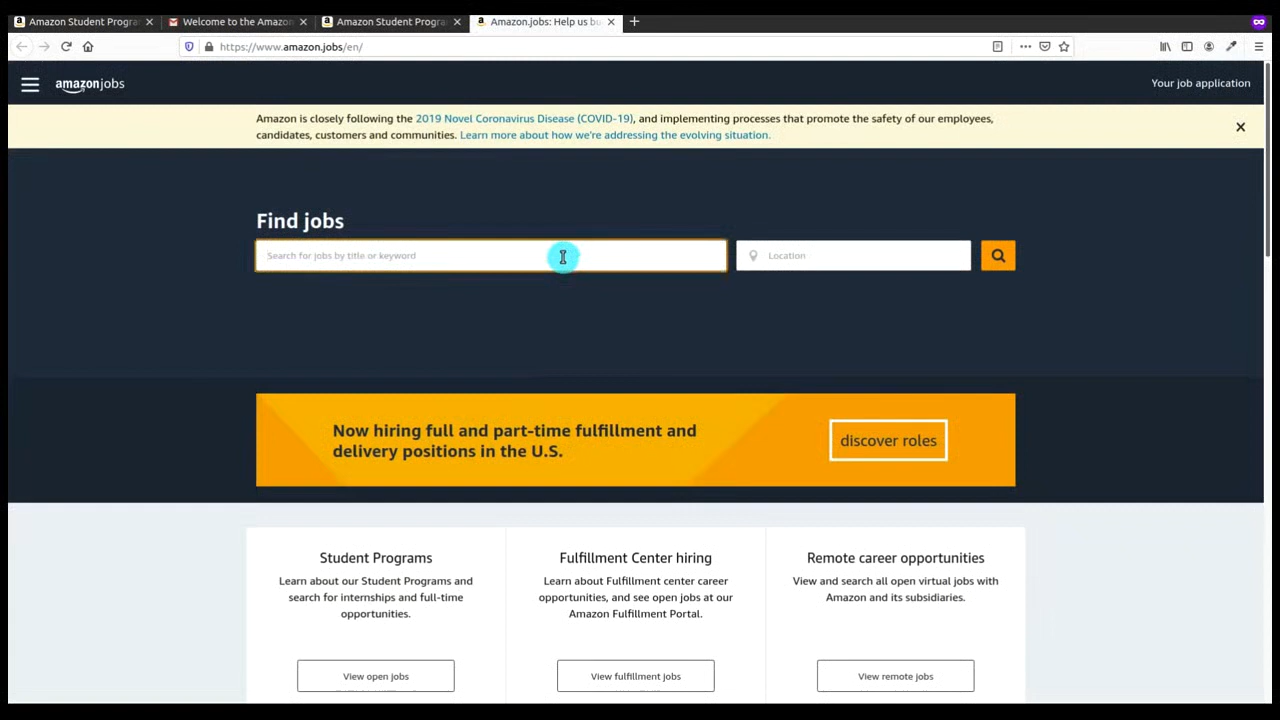 Amazon Student Progra
Welcome to the Amazon
Amazon Student Progra
Amazon.jobs: Help us bu
https://www.amazon.jobs/en/
amazonjobs
Your job application
Amazon is closely following the 2019 Novel Coronavirus Disease (COVID-19), and implementing processes that promote the safety of our employees,
candidates, customers and communities. Learn more about how we're addressing the evolving situation.
Find jobs
Search for jobs by title or keyword
Location
Now hiring full and part-time fulfillment and
delivery positions in the U.S.
discover roles
Student Programs
Learn about our Student Programs and
search for internships and full-time
opportunities.
View open jobs
Fulfillment Center hiring
Learn about Fulfillment center career
opportunities, and see open jobs at our
Amazon Fulfillment Portal.
View fulfillment jobs
Remote career opportunities
View and search all open virtual jobs with
Amazon and its subsidiaries.
View remote jobs